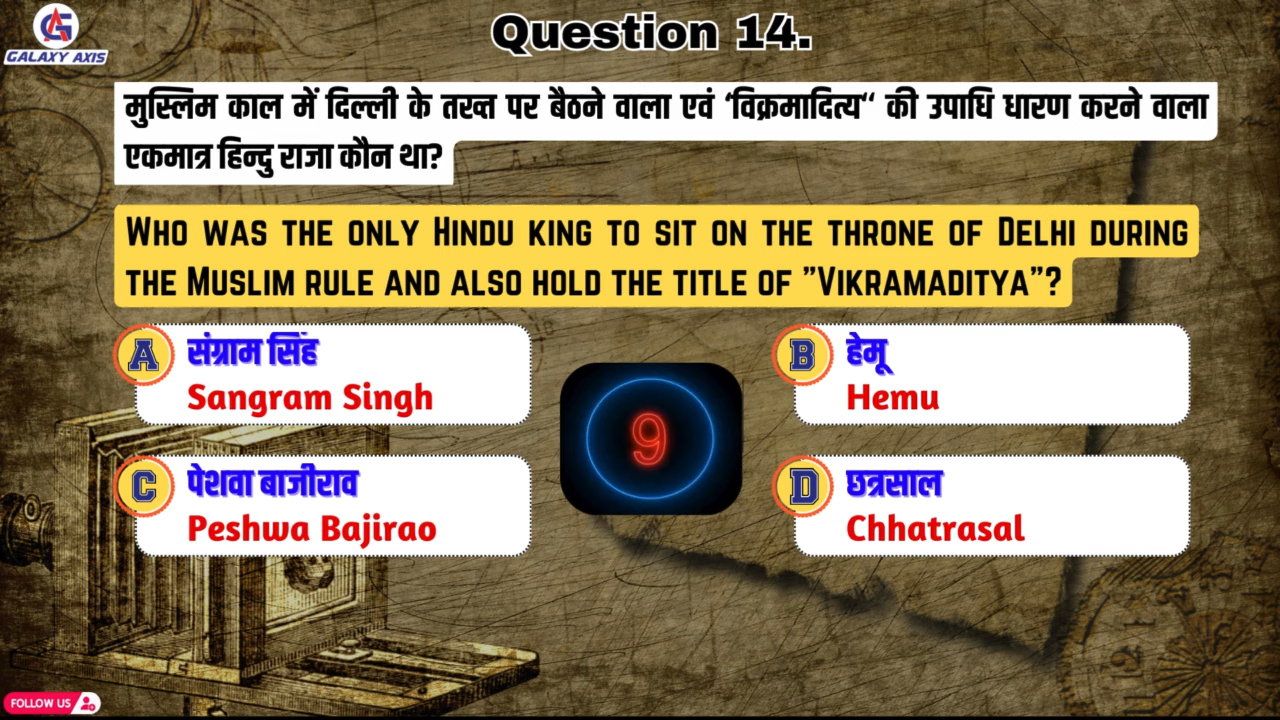 GALAXY AXIS
Question 14.
मुस्लिम काल में दिल्ली के तख्त पर बैठने वाला एवं ‘विक्रमादित्य‘‘ की उपाधि धारण करने वाला
एकमात्र हिन्दु राजा कौन था?
WHO WAS THE ONLY HINDU KING TO SIT ON THE THRONE OF DELHI DURING
THE MUSLIM RULE AND ALSO HOLD THE TITLE OF "VIKRAMADITYA"?
A
संग्राम सिंह
Sangram Singh
B
हेमू
Hemu
9
C
पेशवा बाजीराव
Peshwa Bajirao
D
छत्रसाल
Chhatrasal
FOLLOW US